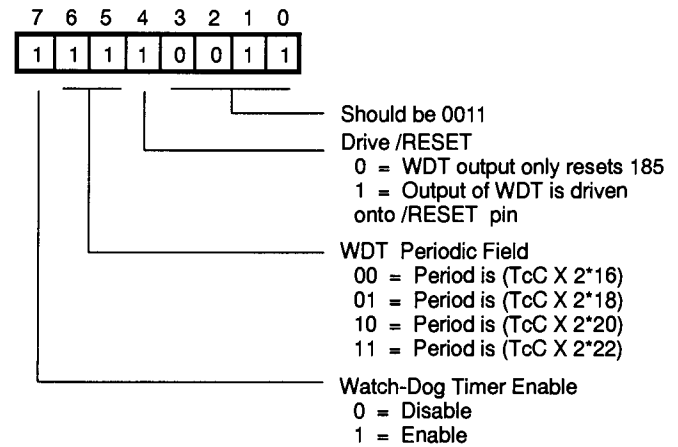 7 6 5 4 3 2 1 0
1 1 1 1 0 0 1 1
Should be 0011
Drive /RESET
0 = WDT output only resets 185
1 = Output of WDT is driven
onto /RESET pin
WDT Periodic Field
00 = Period is (TcC X 2*16)
01 = Period is (TcC X 2*18)
10 = Period is (TcC X 2*20)
11 = Period is (TcC X 2*22)
Watch-Dog Timer Enable
0 = Disable
1 = Enable